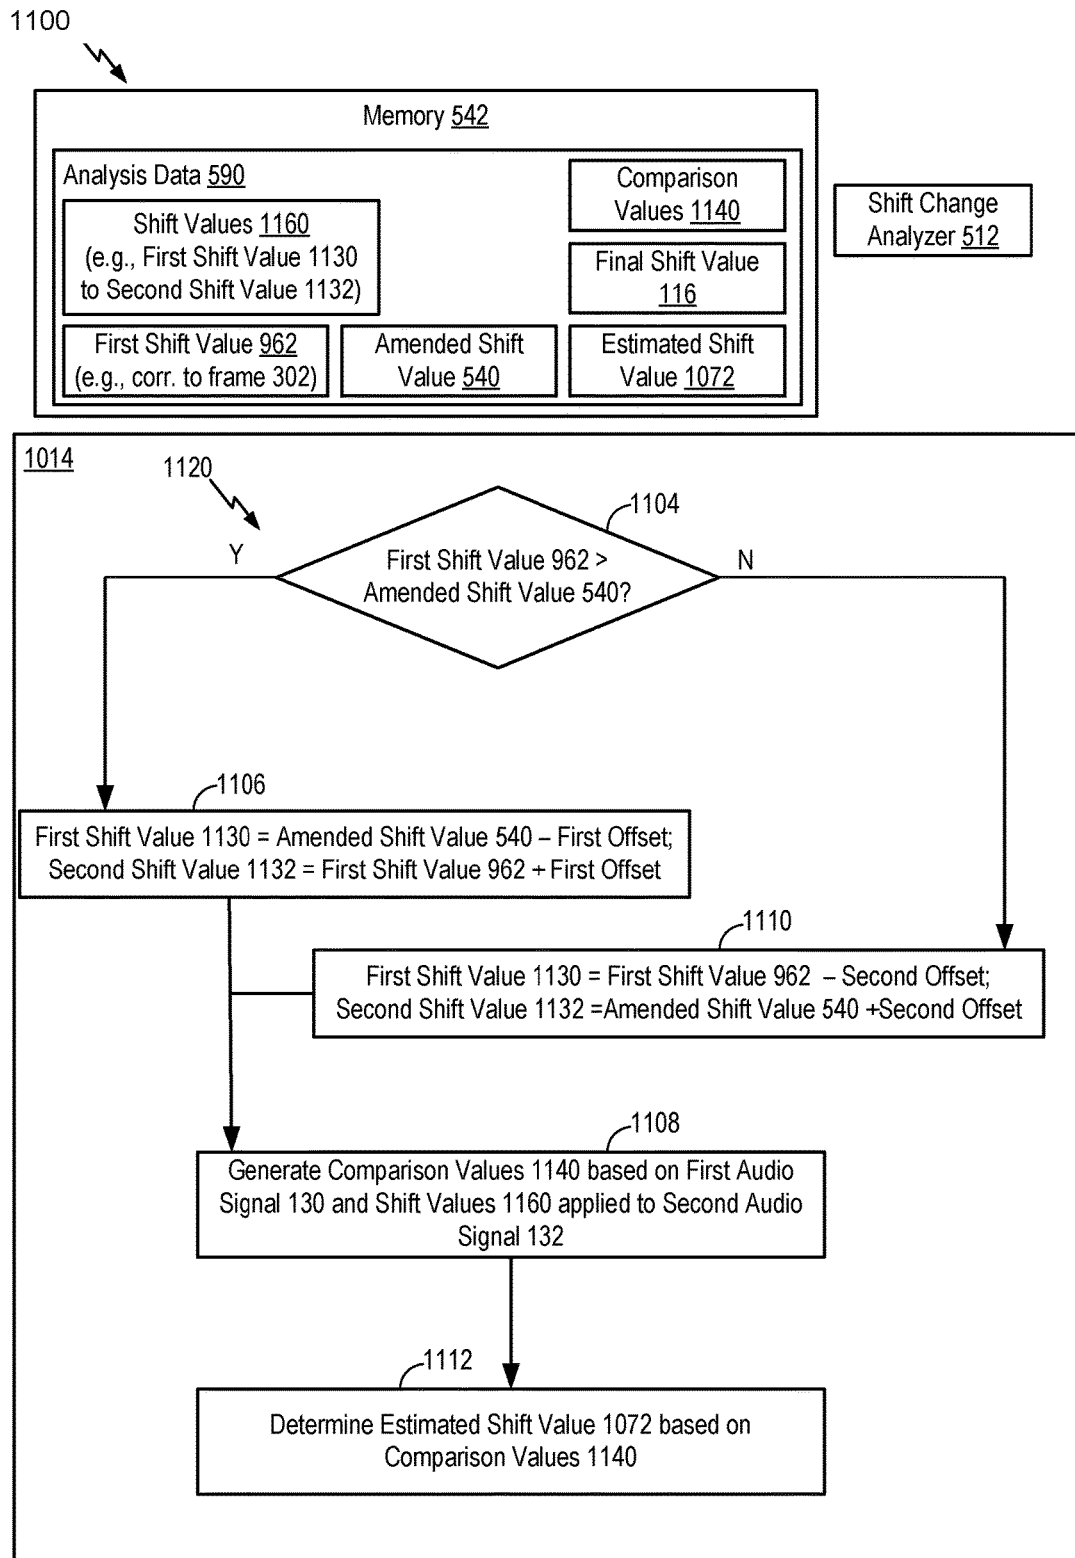 1100
Memory 542
Analysis Data 590
Shift Values 1160
(e.g., First Shift Value 1130
to Second Shift Value 1132)
Comparison
Values 1140
Final Shift Value
116
First Shift Value 962
(e.g., corr. to frame 302)
Amended Shift
Value 540
Estimated Shift
Value 1072
Shift Change
Analyzer 512
1014
1120
1104
Y
First Shift Value 962 >
Amended Shift Value 540?
N
1106
First Shift Value 1130 = Amended Shift Value 540 – First Offset;
Second Shift Value 1132 = First Shift Value 962 + First Offset
1110
First Shift Value 1130 = First Shift Value 962 – Second Offset;
Second Shift Value 1132 =Amended Shift Value 540 +Second Offset
1108
Generate Comparison Values 1140 based on First Audio
Signal 130 and Shift Values 1160 applied to Second Audio
Signal 132
1112
Determine Estimated Shift Value 1072 based on
Comparison Values 1140